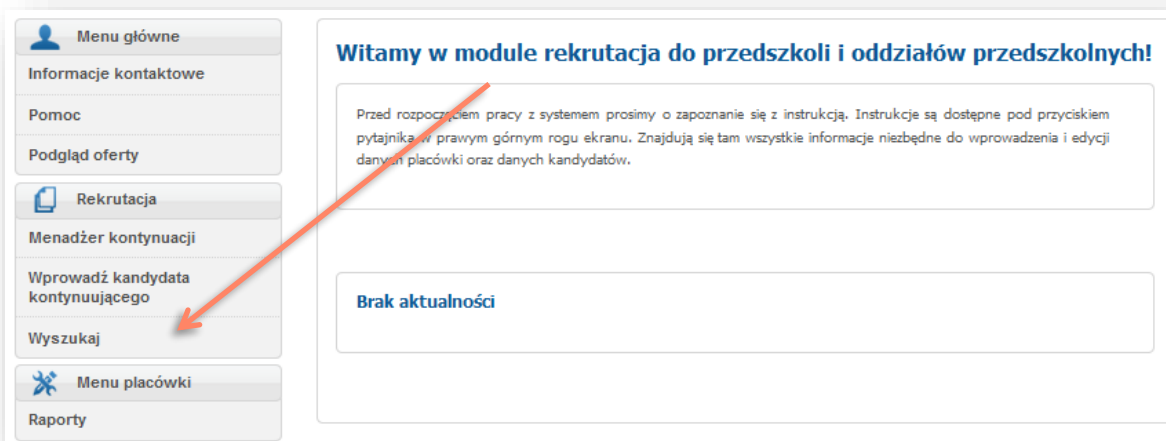 Menu główne
Informacje kontaktowe
Pomoc
Podgląd oferty
Rekrutacja
Menadżer kontynuacji
Wprowadź kandydata
kontynuującego
Wyszukaj
Menu placówki
Raporty
Witamy w module rekrutacja do przedszkoli i oddziałów przedszkolnych!
Przed rozpoczęciem pracy z systemem prosimy o zapoznanie się z instrukcją. Instrukcje są dostępne pod przyciskiem
pytajnika w prawym górnym rogu ekranu. Znajdują się tam wszystkie informacje niezbędne do wprowadzenia i edycji
danych placówki oraz danych kandydatów.
Brak aktualności